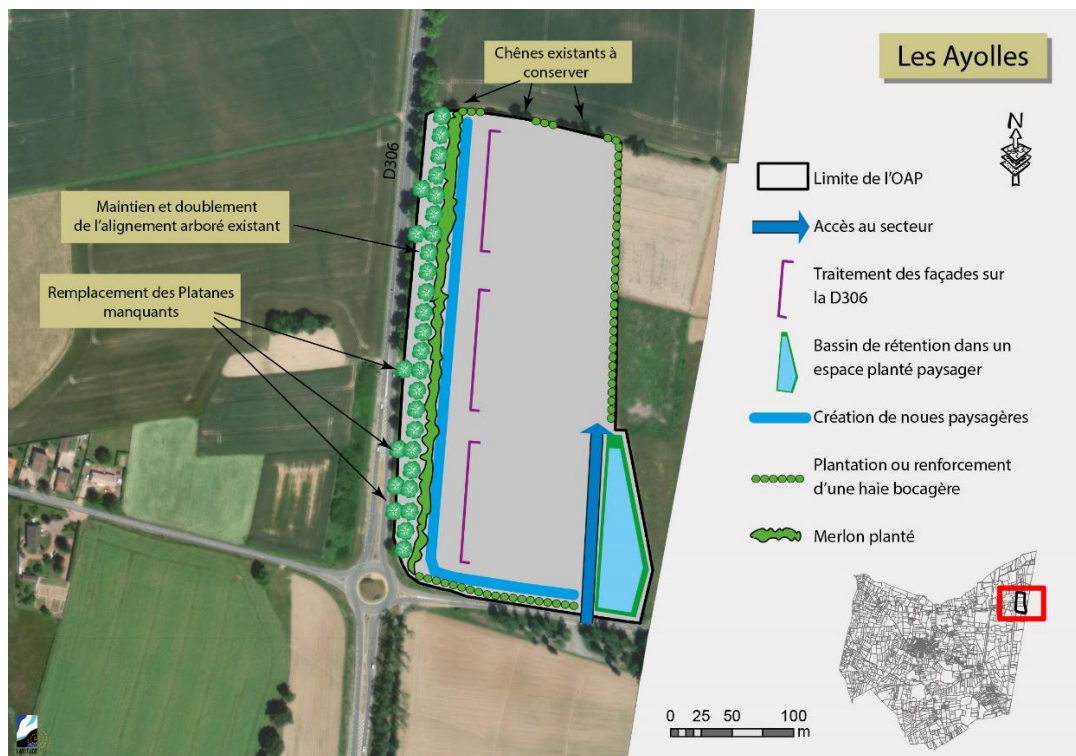 Chênes existants à
conserver
Les Ayolles
N
D306
Maintien et doublement
de l'alignement arboré existant
Remplacement des Platanes
manquants
Limite de l'OAP
Accès au secteur
Traitement des façades sur
la D306
Bassin de rétention dans un
espace planté paysager
Création de noues paysagères
Plantation ou renforcement
d'une haie bocagère
Merlon planté
0 25 50 100
m
LATITUDE